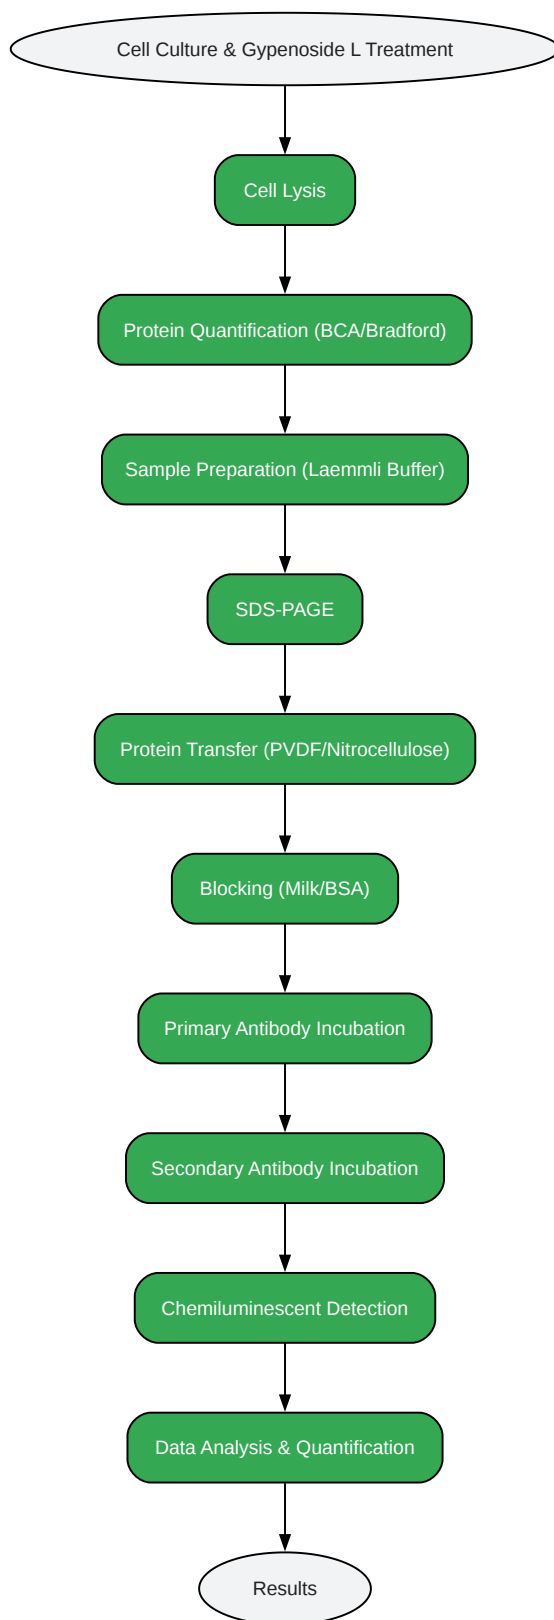 Cell Culture & Gypenoside L Treatment
Cell Lysis
Protein Quantification (BCA/Bradford)
Sample Preparation (Laemmli Buffer)
SDS-PAGE
Protein Transfer (PVDF/Nitrocellulose)
Blocking (Milk/BSA)
Primary Antibody Incubation
Secondary Antibody Incubation
Chemiluminescent Detection
Data Analysis & Quantification
Results